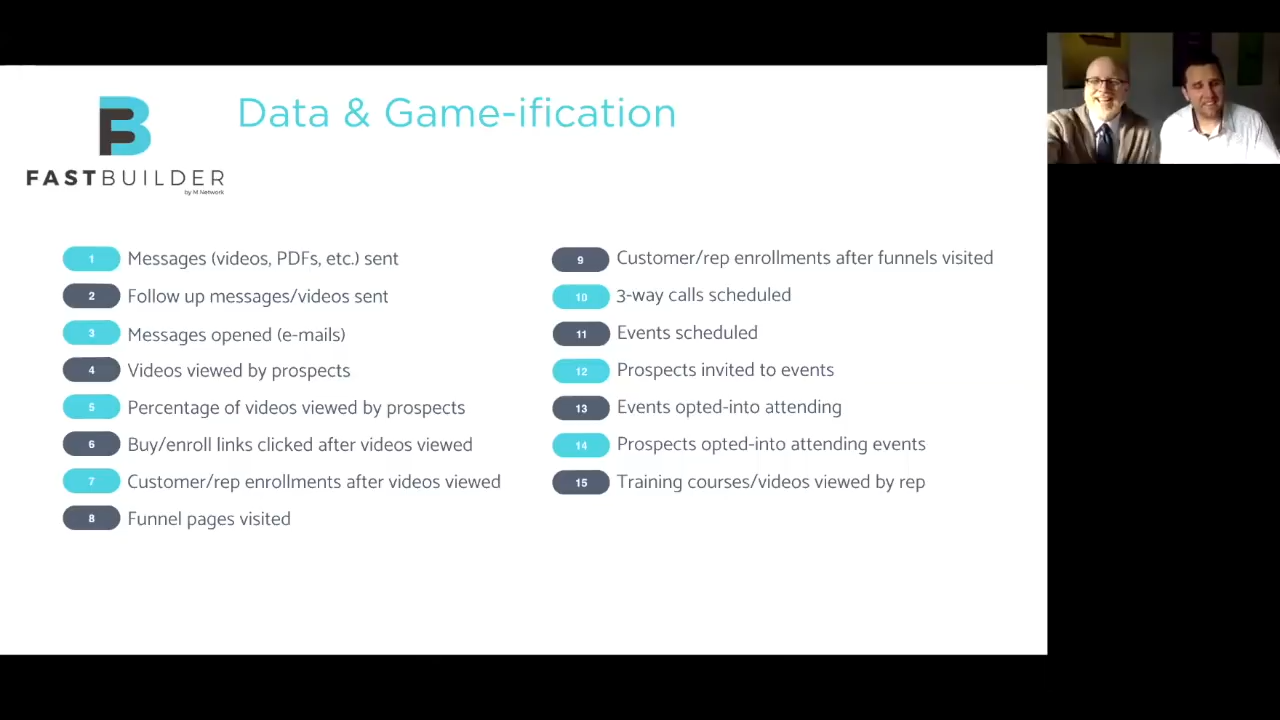 Data & Game-ification
FB
FASTBUILDER
by M Network
1 Messages (videos, PDFs, etc.) sent
2 Follow up messages/videos sent
3 Messages opened (e-mails)
4 Videos viewed by prospects
5 Percentage of videos viewed by prospects
6 Buy/enroll links clicked after videos viewed
7 Customer/rep enrollments after videos viewed
8 Funnel pages visited
9 Customer/rep enrollments after funnels visited
10 3-way calls scheduled
11 Events scheduled
12 Prospects invited to events
13 Events opted-into attending
14 Prospects opted-into attending events
15 Training courses/videos viewed by rep